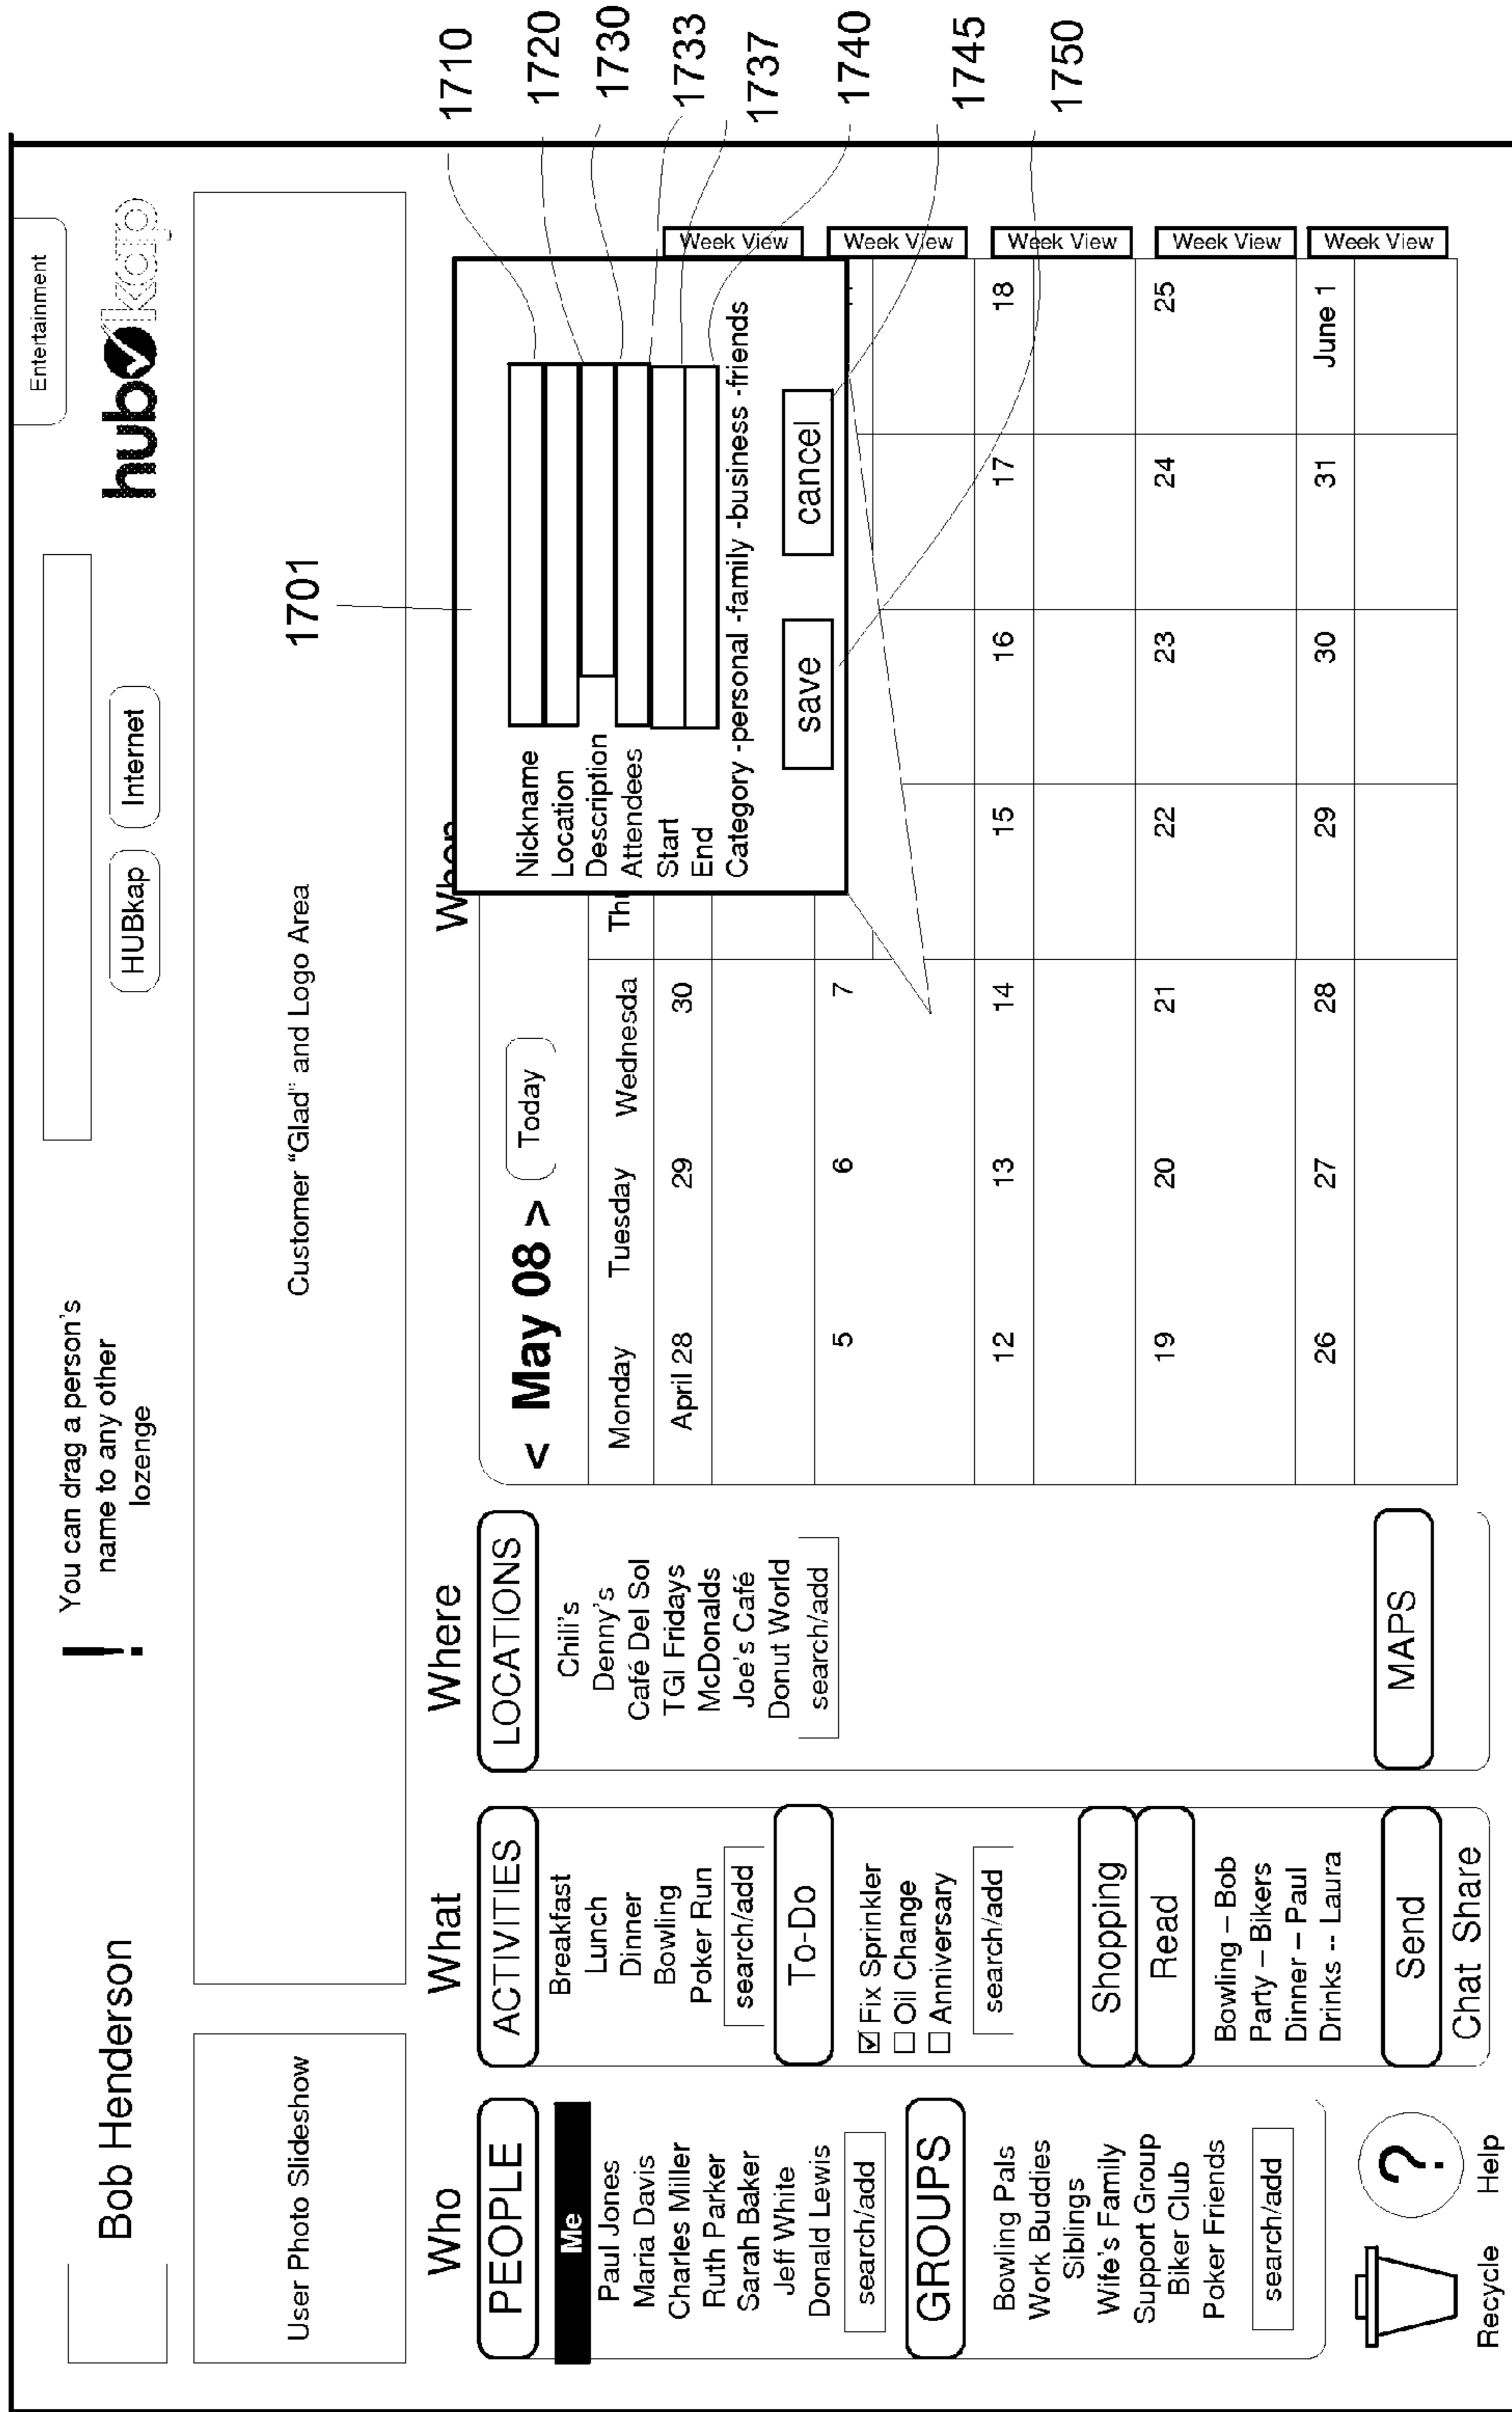 Bob Henderson
! You can drag a person's
name to any other
lozenge
HUBkap
Internet
Entertainment
hubkap
User Photo Slideshow
Customer "Glad" and Logo Area
1701
Who
PEOPLE
Me
Paul Jones
Maria Davis
Charles Miller
Ruth Parker
Sarah Baker
Jeff White
Donald Lewis
search/add
GROUPS
Bowling Pals
Work Buddies
Siblings
Wife's Family
Support Group
Biker Club
Poker Friends
search/add
Recycle
? Help
What
ACTIVITIES
Breakfast
Lunch
Dinner
Bowling
Poker Run
search/add
To-Do
☑ Fix Sprinkler
☐ Oil Change
☐ Anniversary
search/add
Shopping
Read
Bowling – Bob
Party – Bikers
Dinner – Paul
Drinks -- Laura
Send
Chat Share
Where
LOCATIONS
Chili's
Denny's
Café Del Sol
TGI Fridays
McDonalds
Joe's Café
Donut World
search/add
MAPS
When
< May 08 > Today
Monday Tuesday Wednesda Th
April 28 29 30 Week View
5 6 7 Week View
12 13 14 15 16 17 18 Week View
19 20 21 22 23 24 25 Week View
26 27 28 29 30 31 June 1 Week View
Nickname
Location
Description
Attendees
Start
End
Category -personal -family -business -friends
save cancel
1710
1720
1730
1733
1737
1740
1745
1750